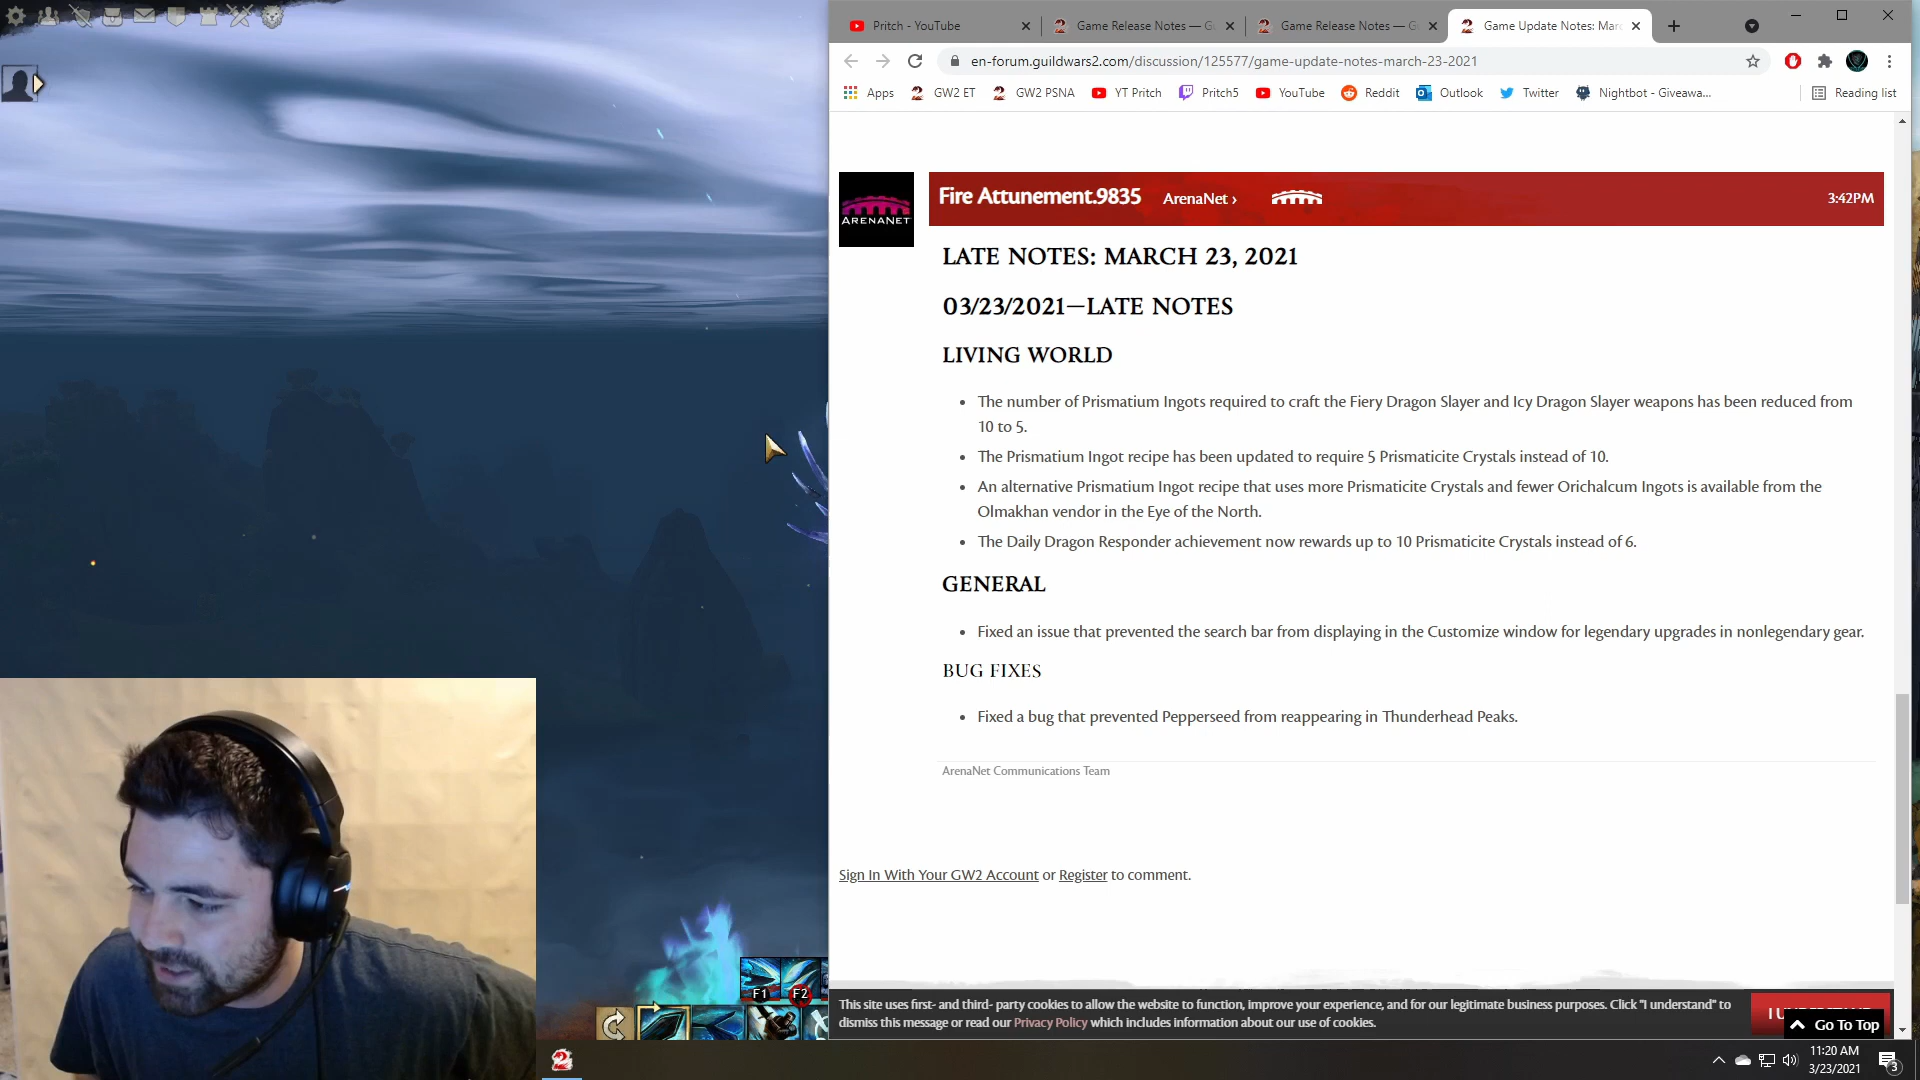 Pritch - YouTube
Game Release Notes — G
Game Release Notes — G
Game Update Notes: Mar
en-forum.guildwars2.com/discussion/125577/game-update-notes-march-23-2021
Apps
GW2 ET
GW2 PSNA
YT Pritch
Pritch5
YouTube
Reddit
Outlook
Twitter
Nightbot - Giveawa...
Reading list
ARENANET
Fire Attunement.9835
ArenaNet ›
3:42PM
LATE NOTES: MARCH 23, 2021
03/23/2021—LATE NOTES
LIVING WORLD
• The number of Prismatium Ingots required to craft the Fiery Dragon Slayer and Icy Dragon Slayer weapons has been reduced from
10 to 5.
• The Prismatium Ingot recipe has been updated to require 5 Prismaticite Crystals instead of 10.
• An alternative Prismatium Ingot recipe that uses more Prismaticite Crystals and fewer Orichalcum Ingots is available from the
Olmakhan vendor in the Eye of the North.
• The Daily Dragon Responder achievement now rewards up to 10 Prismaticite Crystals instead of 6.
GENERAL
• Fixed an issue that prevented the search bar from displaying in the Customize window for legendary upgrades in nonlegendary gear.
BUG FIXES
• Fixed a bug that prevented Pepperseed from reappearing in Thunderhead Peaks.
ArenaNet Communications Team
Sign In With Your GW2 Account or Register to comment.
F1
F2
This site uses first- and third- party cookies to allow the website to function, improve your experience, and for our legitimate business purposes. Click "I understand" to
dismiss this message or read our Privacy Policy which includes information about our use of cookies.
Go To Top
11:20 AM
3/23/2021
3